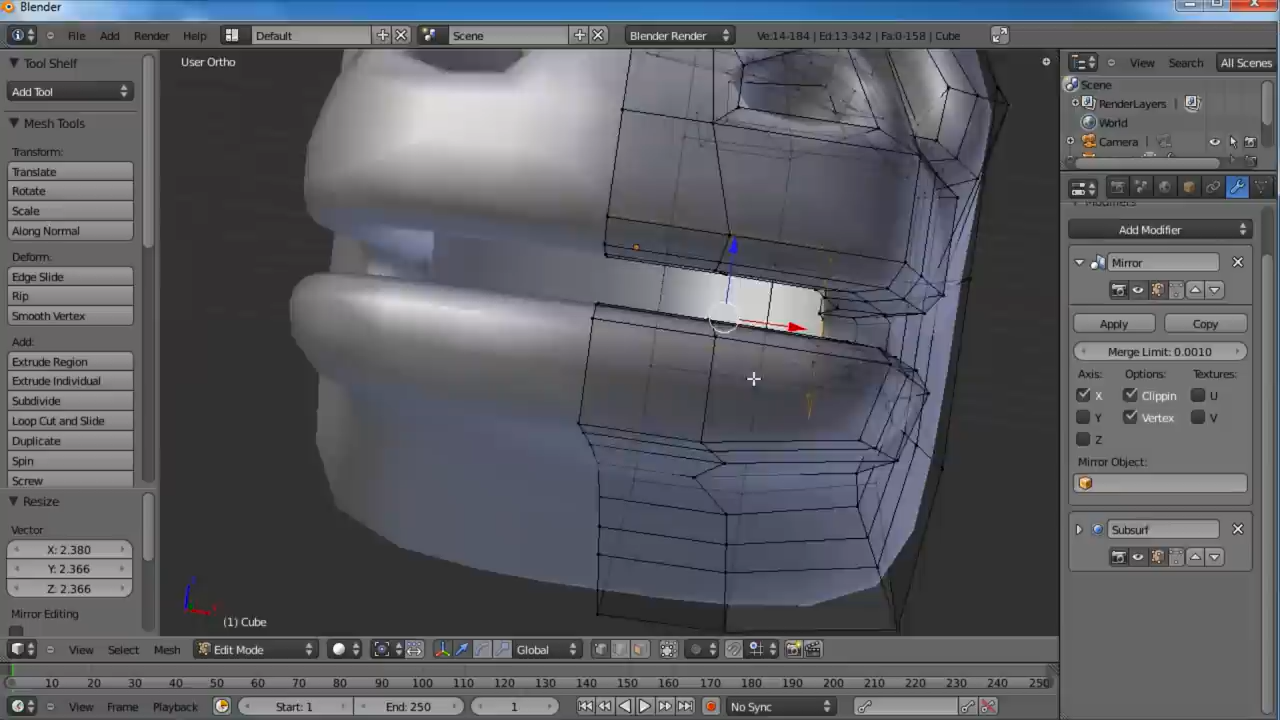 Blender
File Add Render Help Default Scene Blender Render Ve:14-184 | Ed:13-342 | Fa:0-158 | Cube
Tool Shelf
Add Tool
Mesh Tools
Transform:
Translate
Rotate
Scale
Along Normal
Deform:
Edge Slide
Rip
Smooth Vertex
Add:
Extrude Region
Extrude Individual
Subdivide
Loop Cut and Slide
Duplicate
Spin
Screw
Resize
Vector
X: 2.380
Y: 2.366
Z: 2.366
Mirror Editing
User Ortho
(1) Cube
View Search All Scenes
Scene
RenderLayers
World
Camera
Modifiers
Add Modifier
Mirror
Apply Copy
Merge Limit: 0.0010
Axis: Options: Textures:
X Clippin U
Y Vertex V
Z
Mirror Object:
Subsurf
View Select Mesh Edit Mode Global
10 20 30 40 50 60 70 80 90 100 110 120 130 140 150 160 170 180 190 200 210 220 230 240 250
View Frame Playback Start: 1 End: 250 1 No Sync